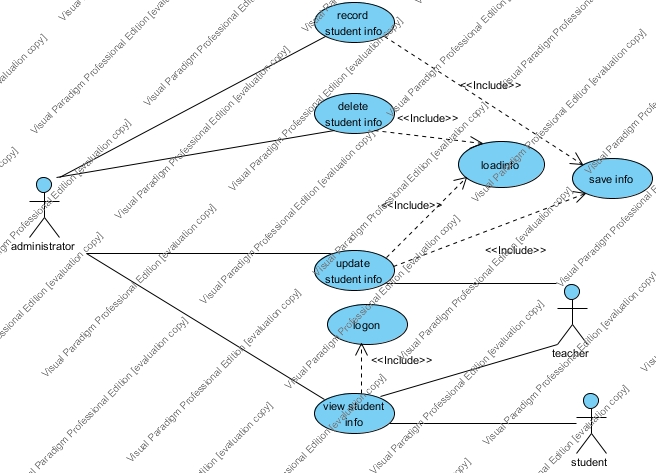 record
student info
<<Include>>
delete
student info
<<Include>>
loadinfo
save info
administrator
<<Include>>
<<Include>>
update
student info
logon
teacher
<<Include>>
view student
info
student
Visual Paradigm Professional Edition [evaluation copy]